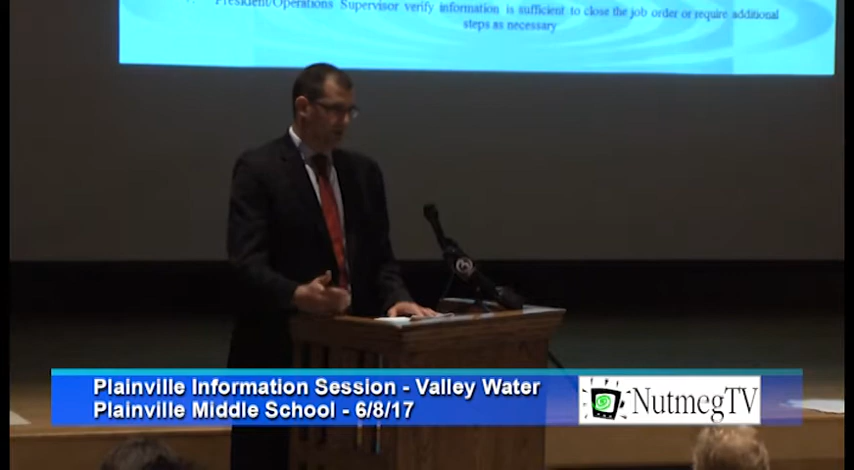 President/Operations Supervisor verify information is sufficient to close the job order or require additional
steps as necessary
Plainville Information Session - Valley Water
Plainville Middle School - 6/8/17
NutmegTV